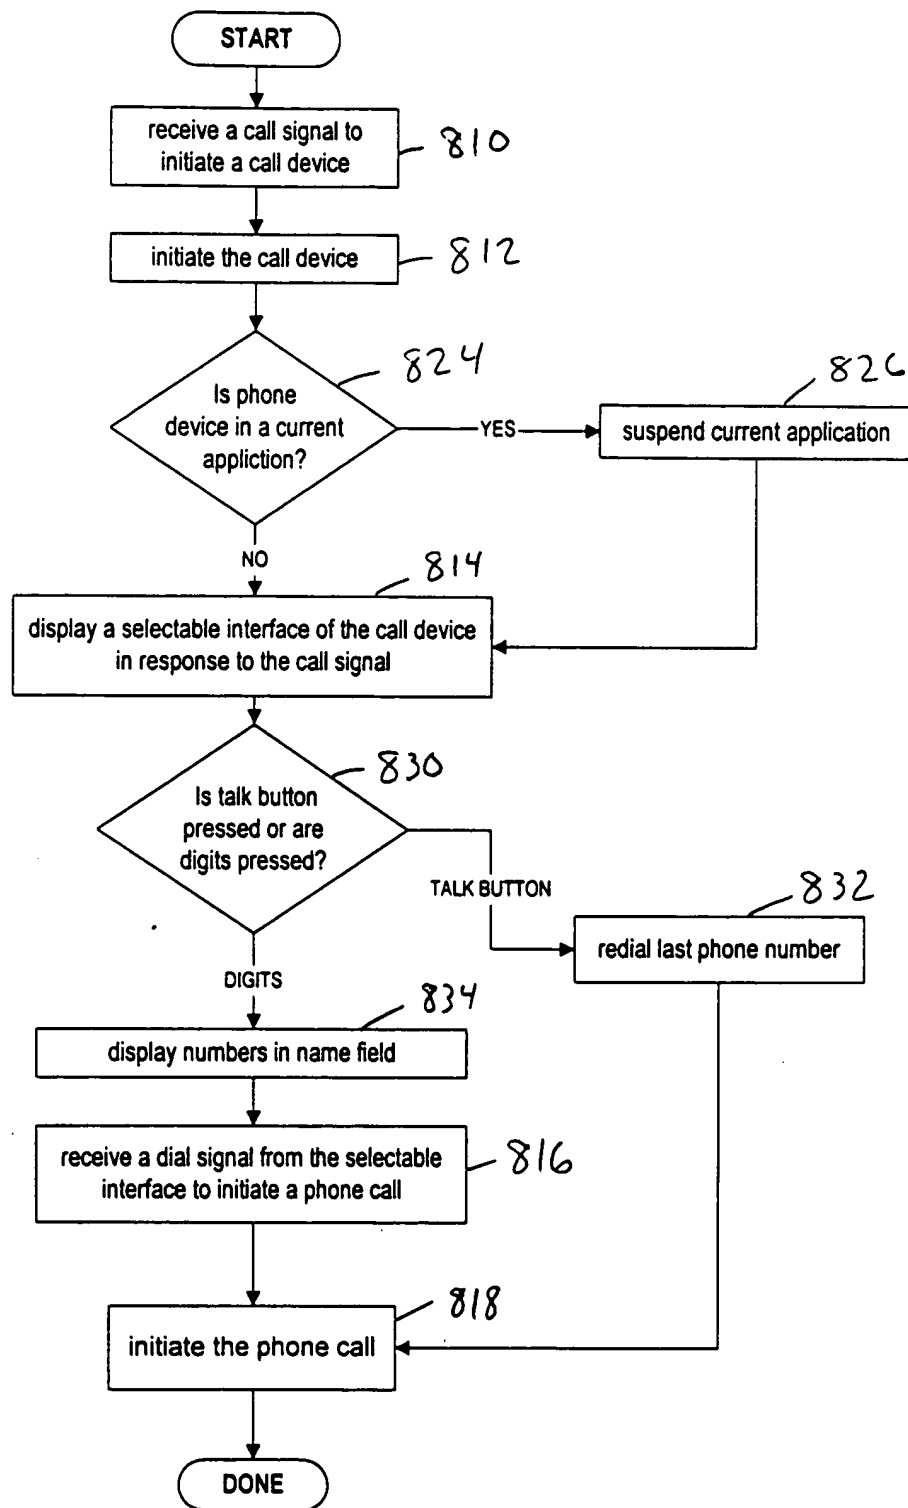 START
receive a call signal to
initiate a call device
810
initiate the call device
812
824
Is phone
device in a current
appliction?
YES
826
suspend current application
NO
814
display a selectable interface of the call device
in response to the call signal
830
Is talk button
pressed or are
digits pressed?
TALK BUTTON
832
redial last phone number
DIGITS
834
display numbers in name field
receive a dial signal from the selectable
interface to initiate a phone call
816
818
initiate the phone call
DONE